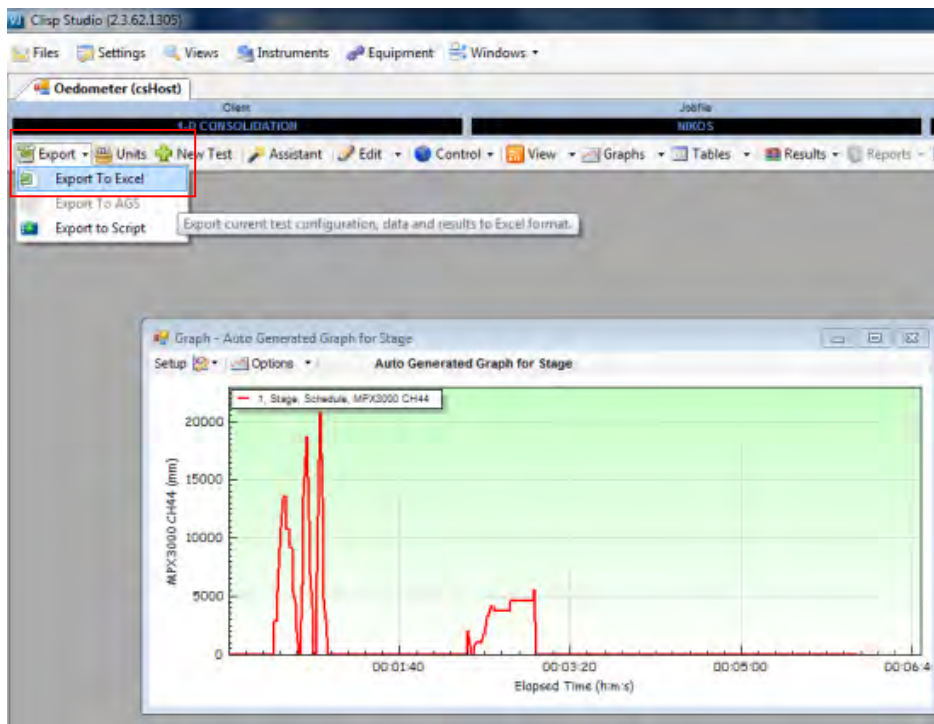 Clisp Studio (2.3.62.1305)
Files Settings Views Instruments Equipment Windows
Oedometer (csHost)
Client Jobfile
1-D CONSOLIDATION NIKOS
Export Units New Test Assistant Edit Control View Graphs Tables Results Reports
Export To Excel
Export To AGS
Export to Script
Export current test configuration, data and results to Excel format.
Graph - Auto Generated Graph for Stage
Setup Options Auto Generated Graph for Stage
1, Stage, Schedule, MPX3000 CH44
20000
15000
10000
5000
0
MPX3000 CH44 (mm)
00:01:40 00:03:20 00:05:00 00:06:4
Elapsed Time (h:m:s)